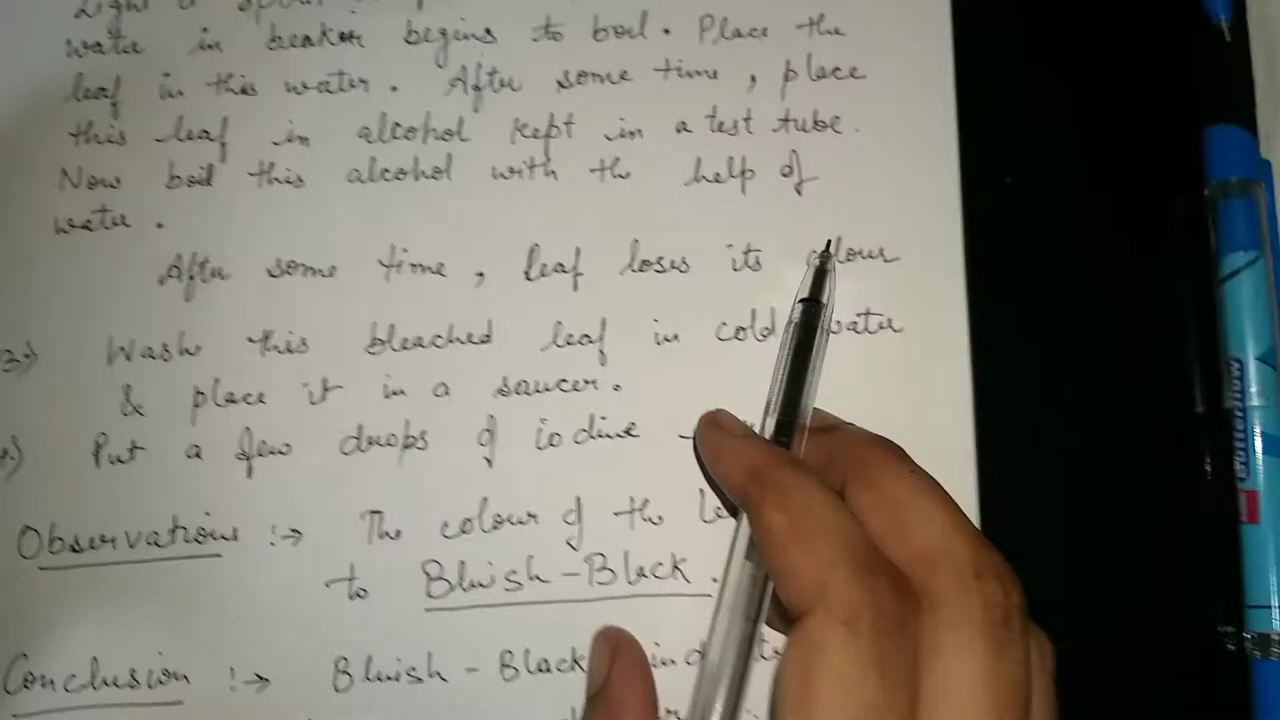 Light a
water in beaker begins to boil. Place the
leaf in this water. After some time, place
this leaf in alcohol kept in a test tube.
Now boil this alcohol with the help of
water.
After some time, leaf loses its colour
3) Wash this bleached leaf in cold water
& place it in a saucer.
Put a few drops of iodine
Observations :→ The colour of the
to Bluish-Black.
Conclusion :→ Bluish-Black
Butterflow